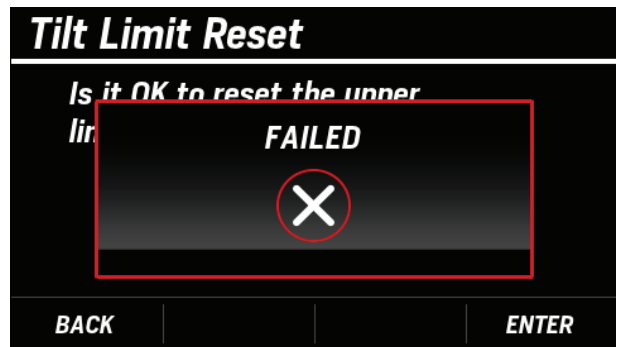 Tilt Limit Reset
Is it OK to reset the upper
FAILED
BACK
ENTER